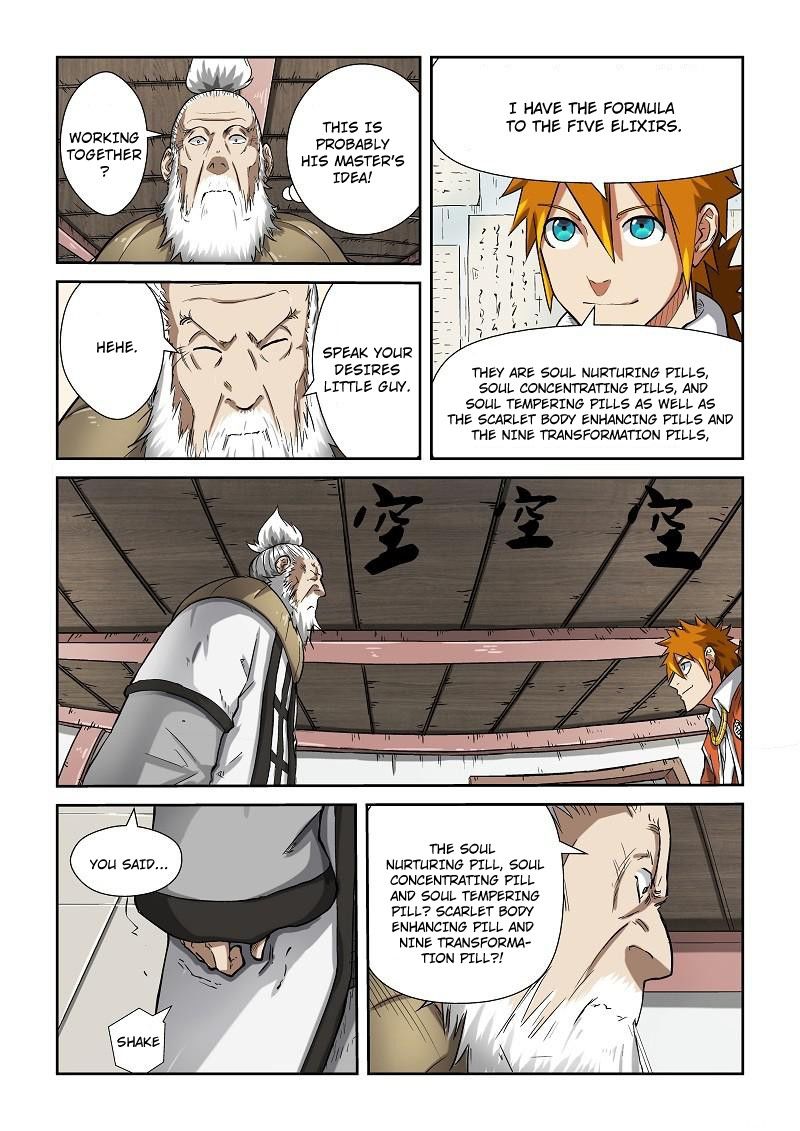 WORKING
TOGETHER
?
THIS IS
PROBABLY
HIS MASTER'S
IDEA!
I HAVE THE FORMULA
TO THE FIVE ELIXIRS.
HEHE.
SPEAK YOUR
DESIRES
LITTLE GUY.
THEY ARE SOUL NURTURING PILLS,
SOUL CONCENTRATING PILLS, AND
SOUL TEMPERING PILLS AS WELL AS
THE SCARLET BODY ENHANCING PILLS AND
THE NINE TRANSFORMATION PILLS,
空 空 空
YOU SAID...
SHAKE
THE SOUL
NURTURING PILL, SOUL
CONCENTRATING PILL
AND SOUL TEMPERING
PILL? SCARLET BODY
ENHANCING PILL AND
NINE TRANSFORMA-
TION PILL?!